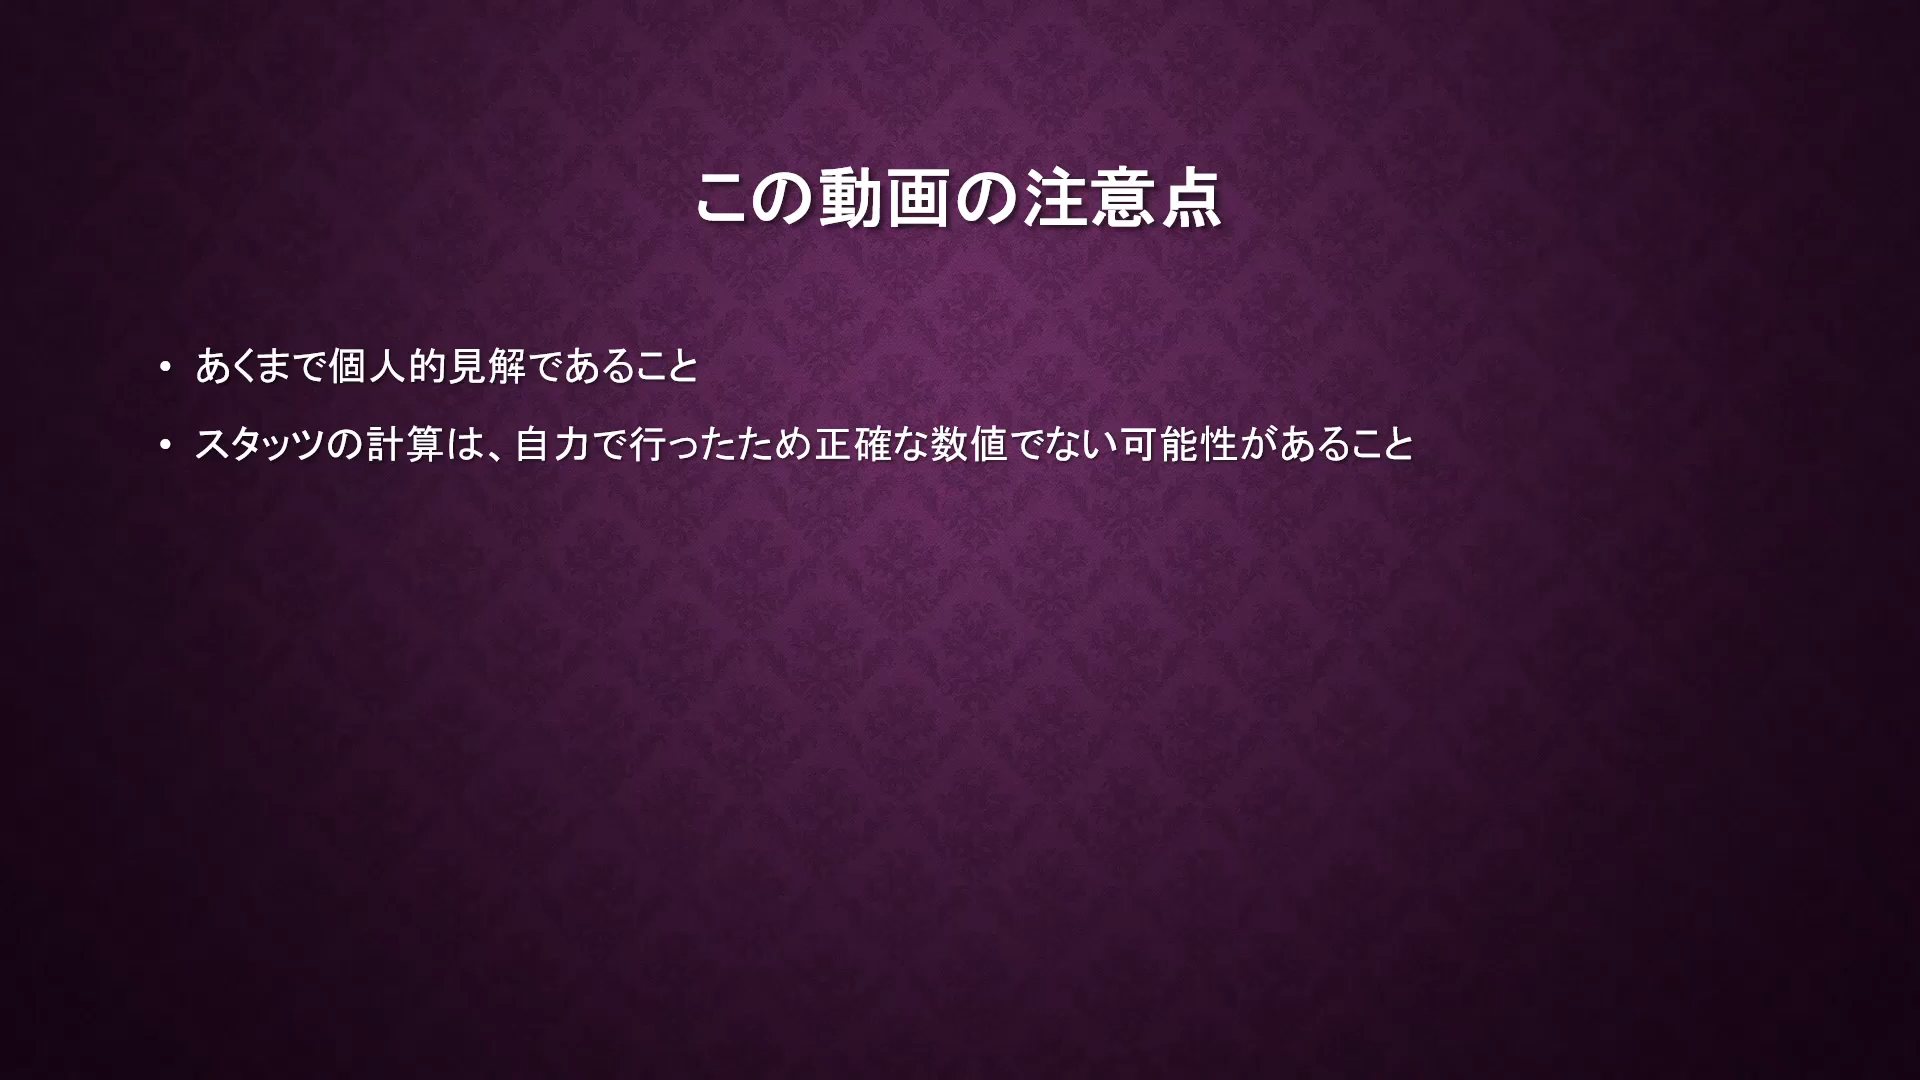 この動画の注意点
• あくまで個人的見解であること
• スタッツの計算は、自力で行ったため正確な数値でない可能性があること